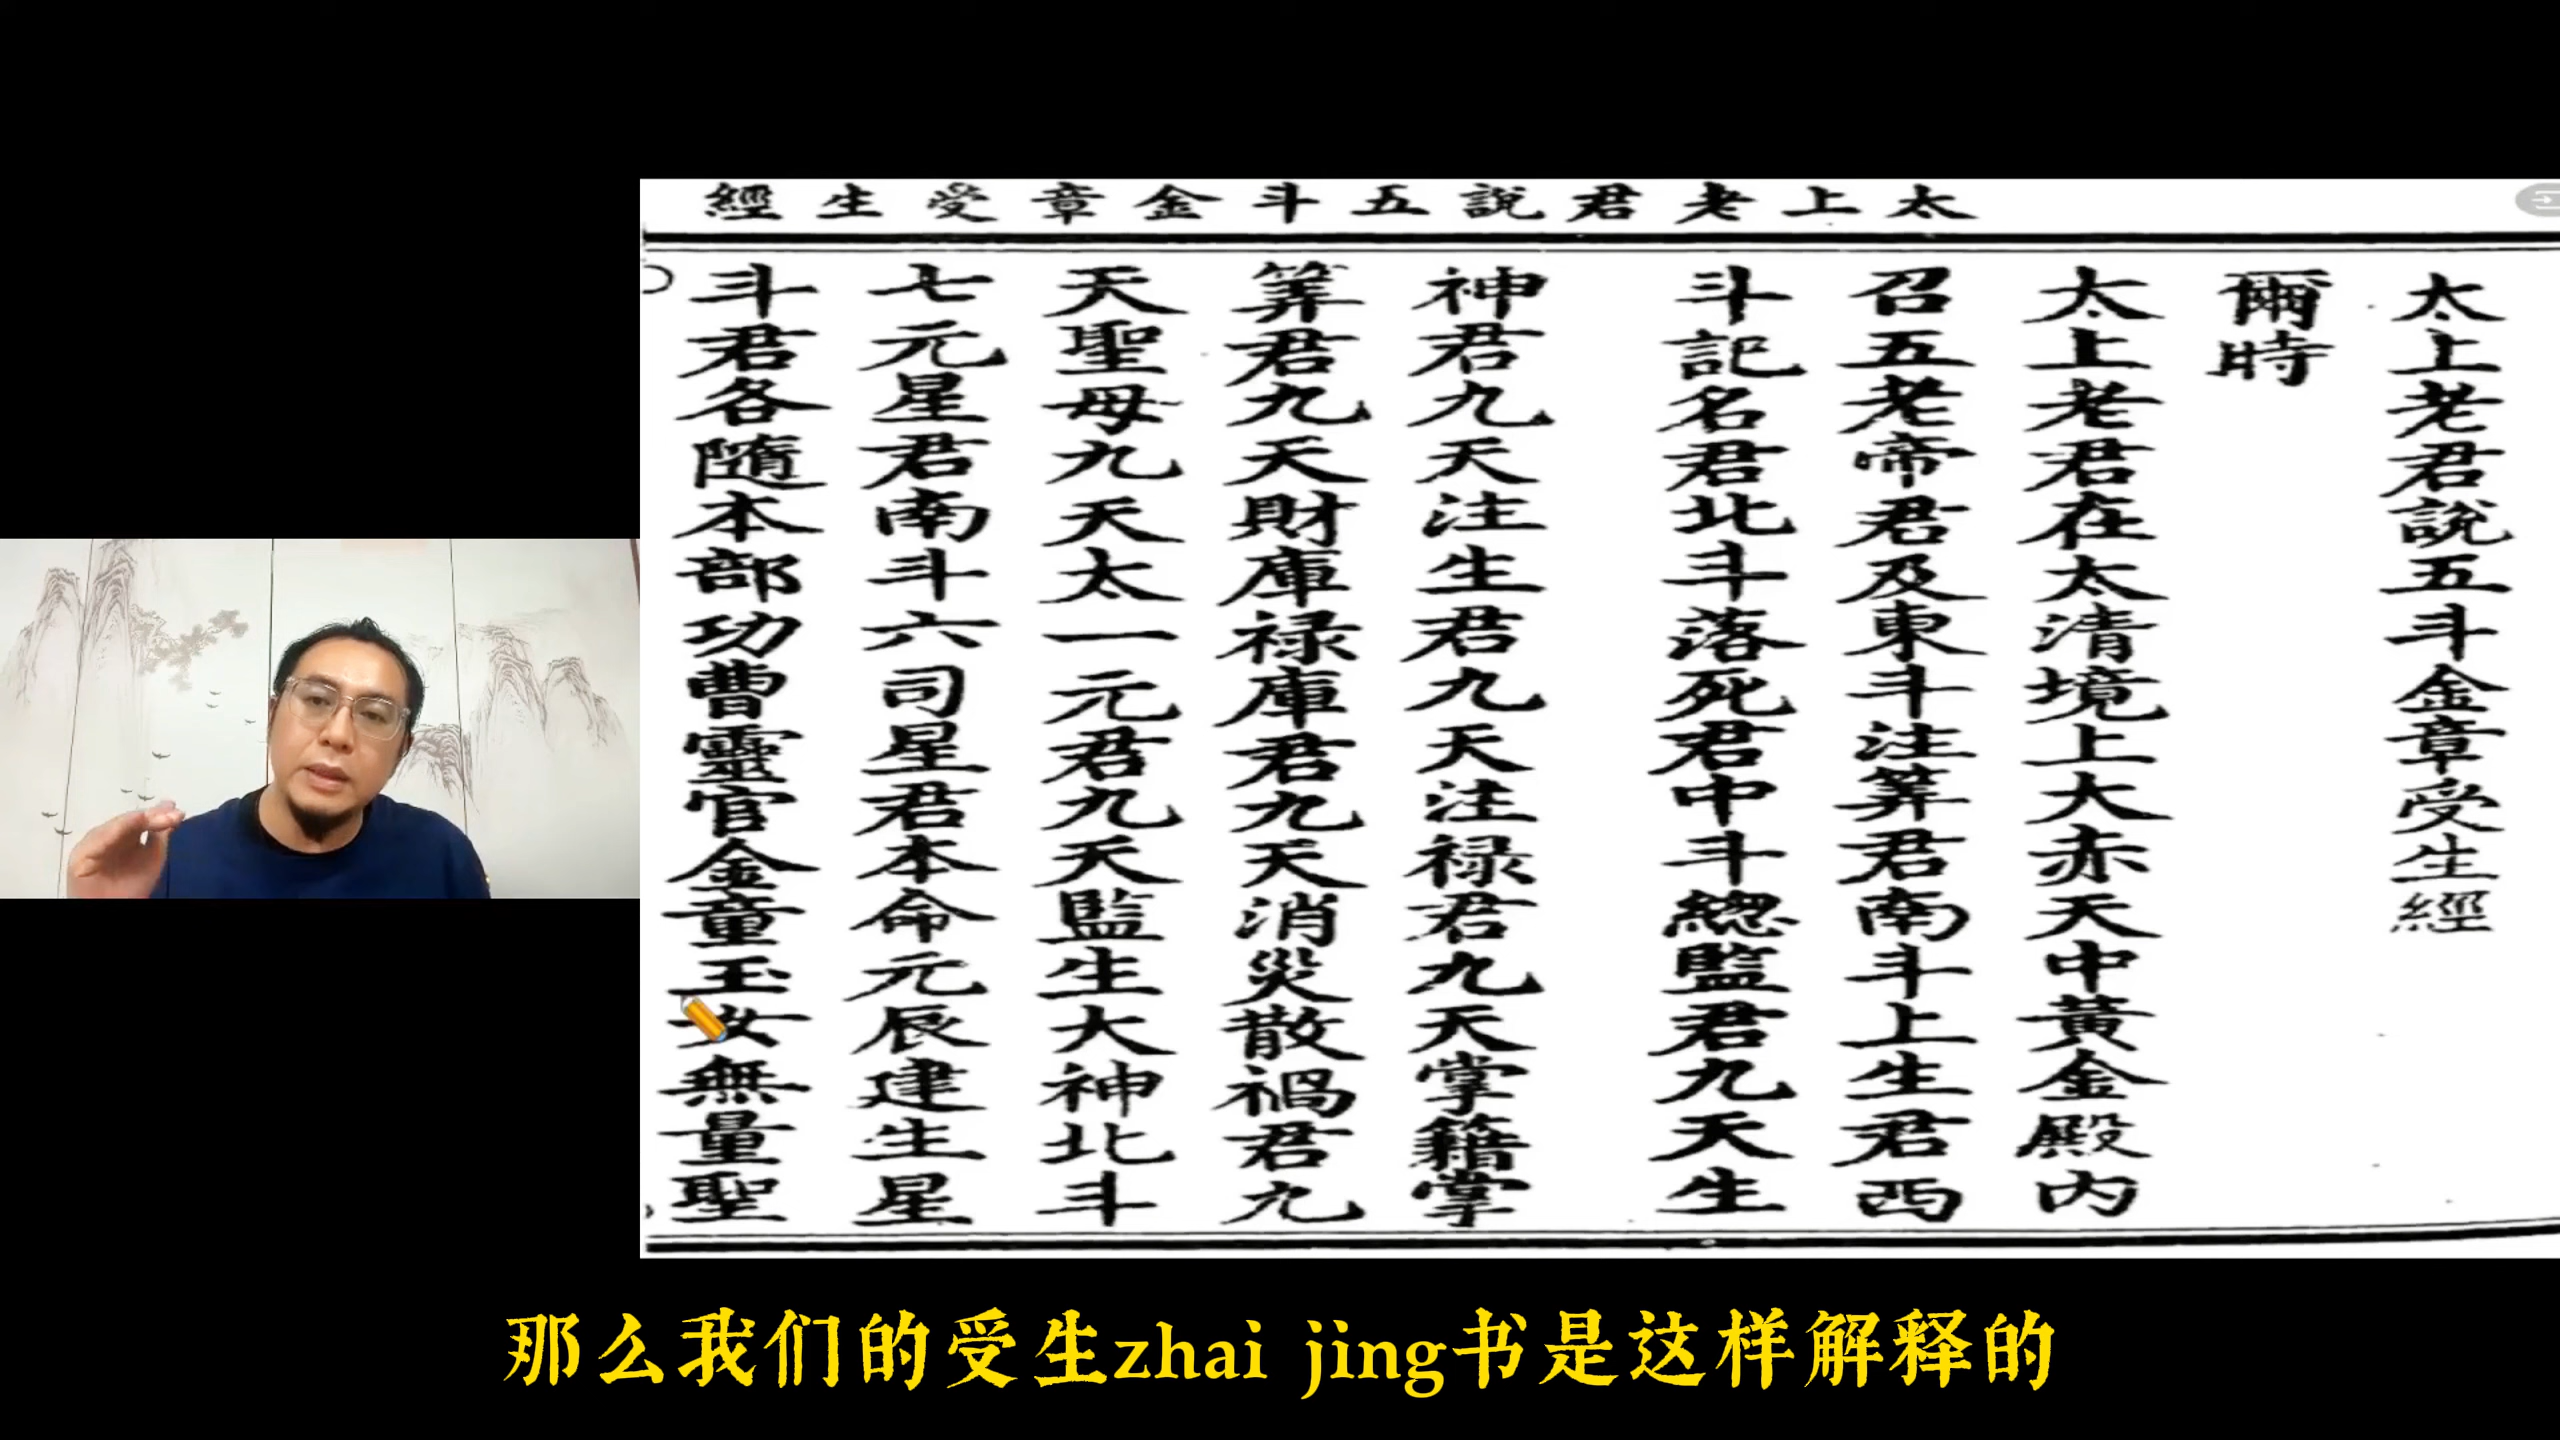 太上老君說五斗金章受生經
太上老君說五斗金章受生經
爾時
太上老君在太清境上大赤天中黃金殿內
召五老帝君及東斗注筭君南斗上生君西
斗記名君北斗落死君中斗總監君九天生
神君九天注生君九天注禄君九天掌籍掌
筭君九天財庫禄庫君九天消災散禍君九
天聖母九天太一元君九天監生大神北斗
七元星君南斗六司星君本命元辰建生星
斗君各隨本部功曹靈官金童玉女無量聖
那么我们的受生zhai jing书是这样解释的